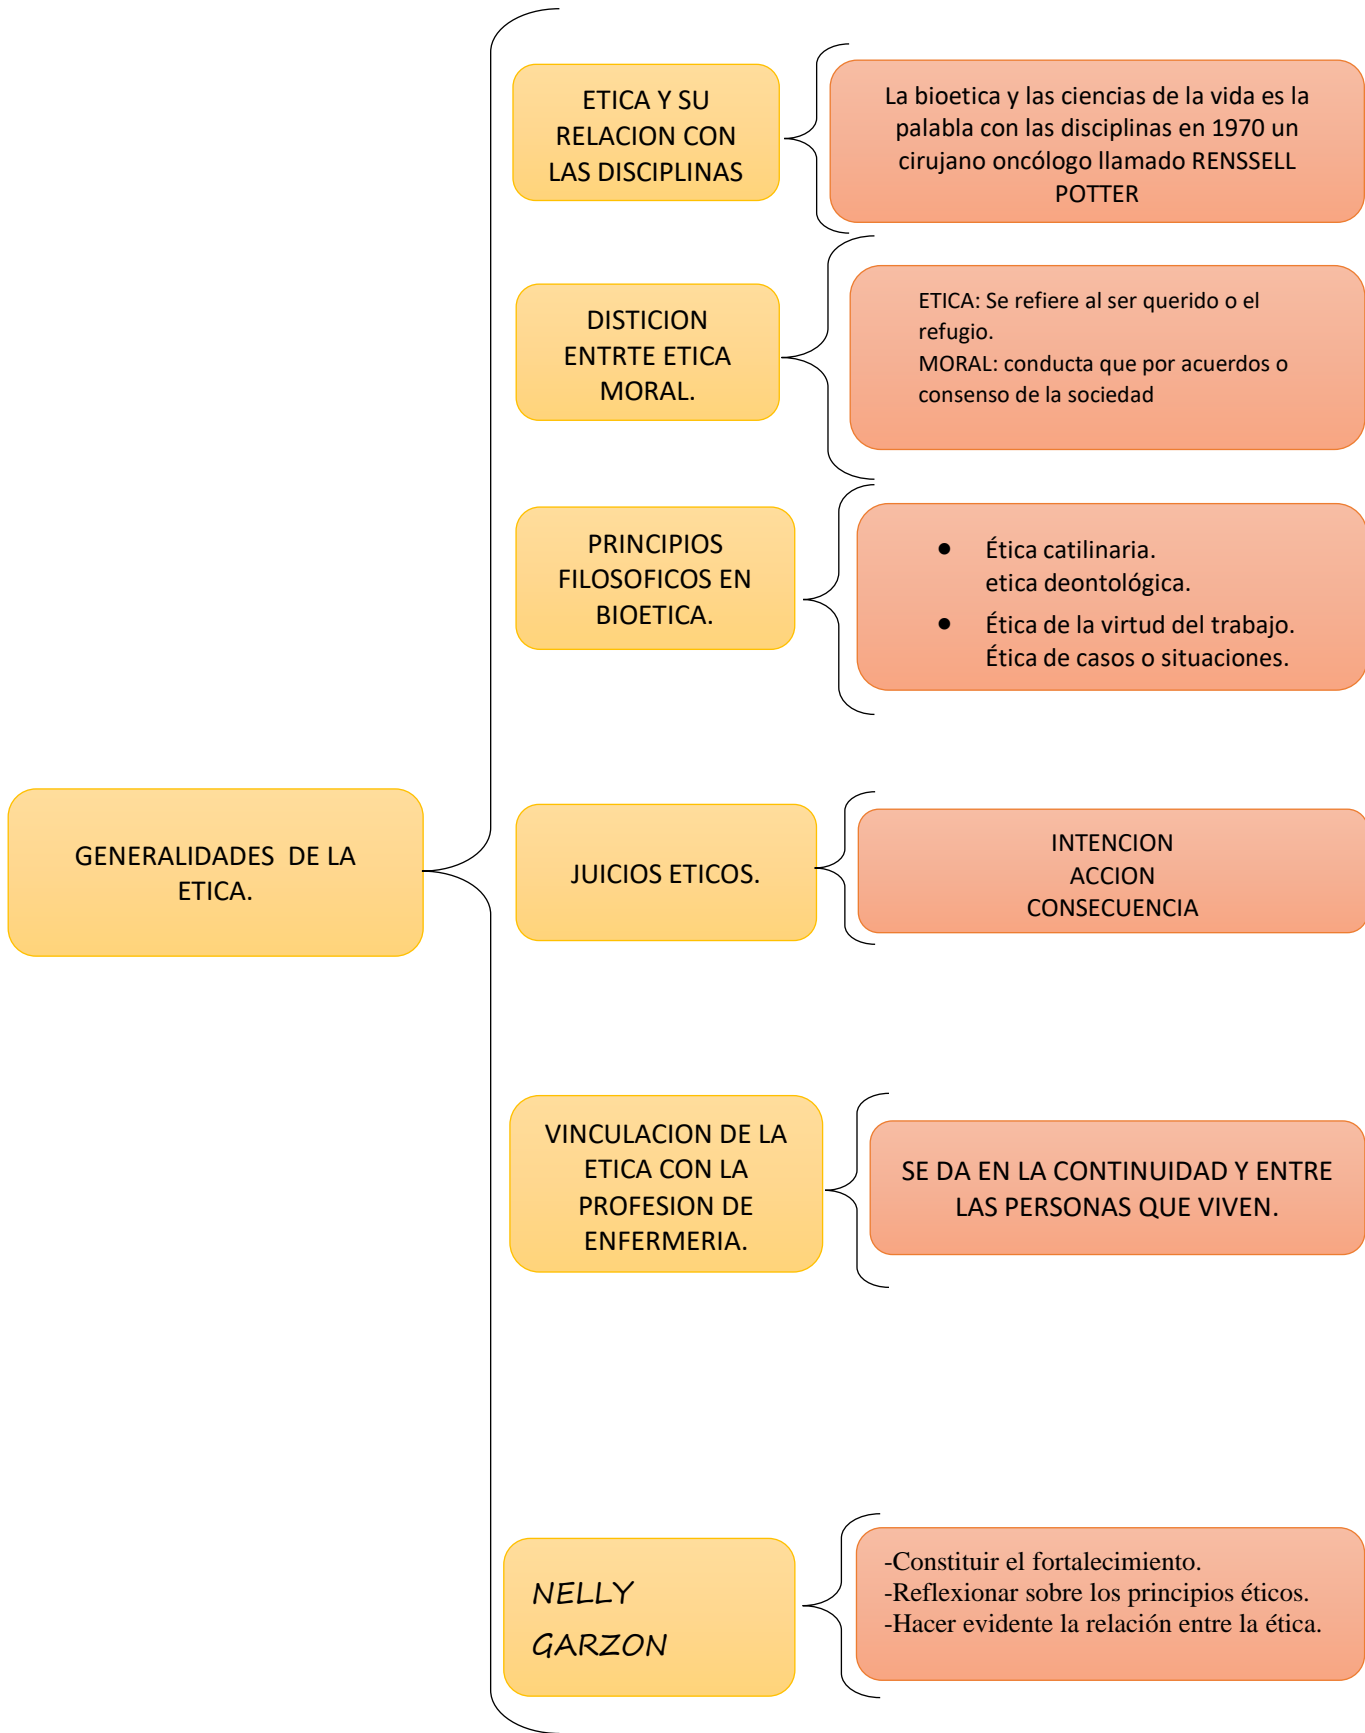 ETICA Y SU
RELACION CON
LAS DISCIPLINAS
La bioetica y las ciencias de la vida es la
palabla con las disciplinas en 1970 un
cirujano oncólogo llamado RENSSELL
POTTER
DISTICION
ENTRTE ETICA
MORAL.
ETICA: Se refiere al ser querido o el
refugio.
MORAL: conducta que por acuerdos o
consenso de la sociedad
PRINCIPIOS
FILOSOFICOS EN
BIOETICA.
• Ética catilinaria.
etica deontológica.
• Ética de la virtud del trabajo.
Ética de casos o situaciones.
GENERALIDADES DE LA
ETICA.
JUICIOS ETICOS.
INTENCION
ACCION
CONSECUENCIA
VINCULACION DE LA
ETICA CON LA
PROFESION DE
ENFERMERIA.
SE DA EN LA CONTINUIDAD Y ENTRE
LAS PERSONAS QUE VIVEN.
NELLY
GARZON
-Constituir el fortalecimiento.
-Reflexionar sobre los principios éticos.
-Hacer evidente la relación entre la ética.